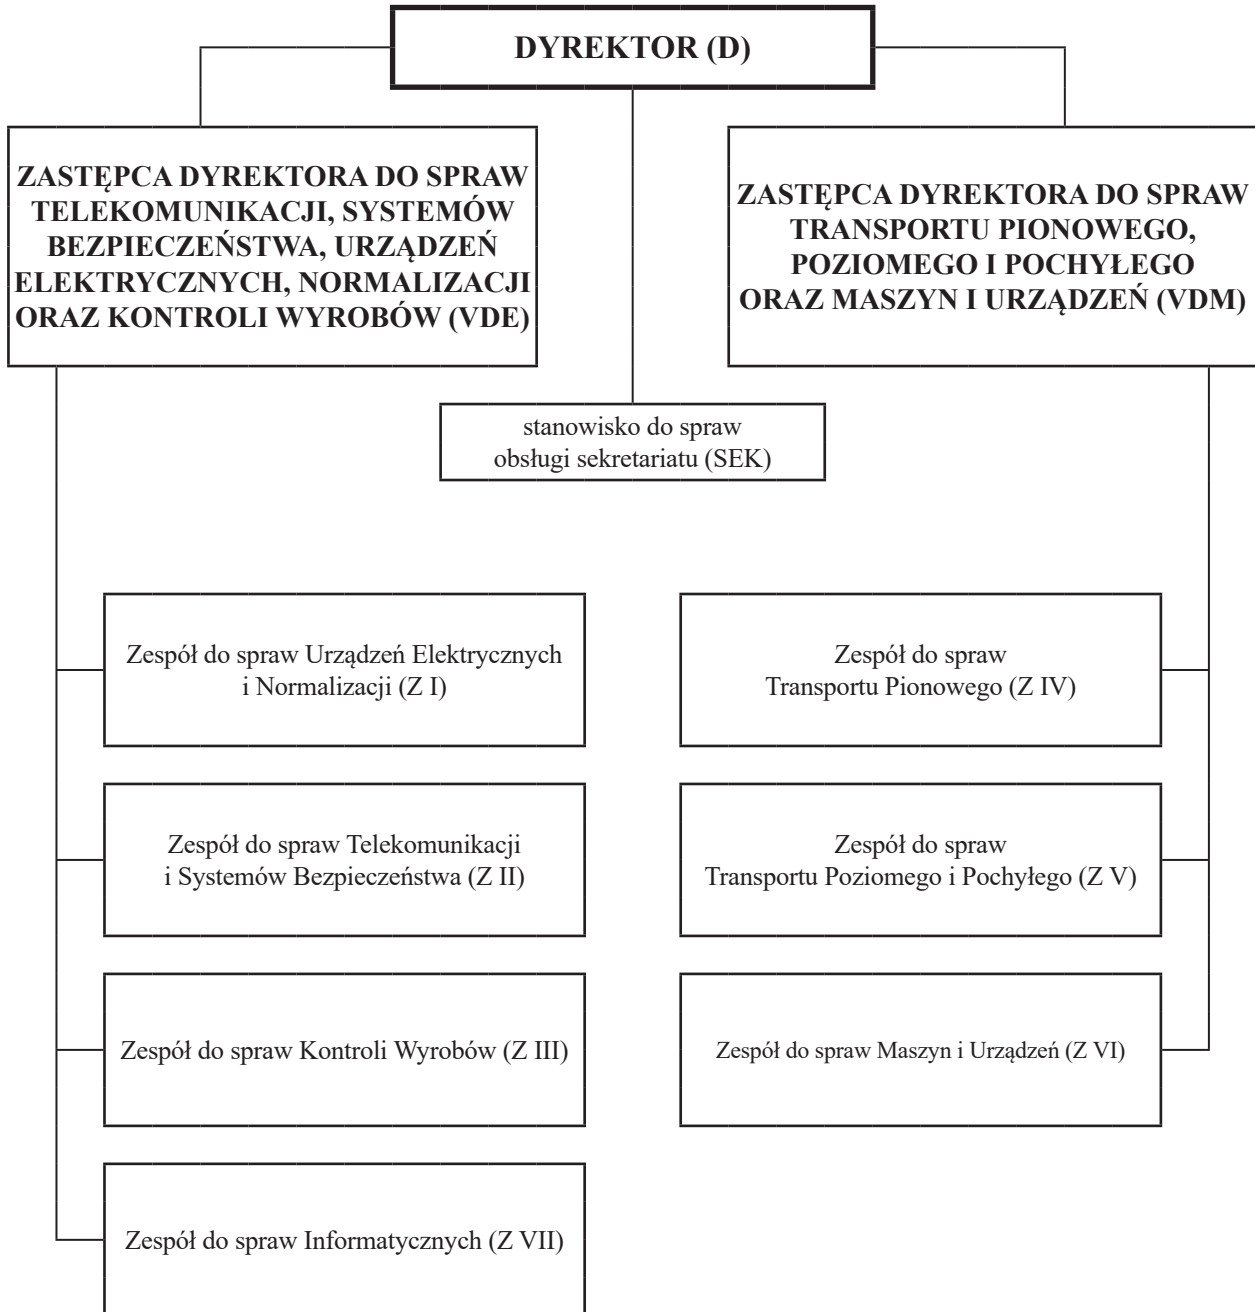 DYREKTOR (D)
ZASTĘPCA DYREKTORA DO SPRAW
TELEKOMUNIKACJI, SYSTEMÓW
BEZPIECZEŃSTWA, URZĄDZEŃ
ELEKTRYCZNYCH, NORMALIZACJI
ORAZ KONTROLI WYROBÓW (VDE)
ZASTĘPCA DYREKTORA DO SPRAW
TRANSPORTU PIONOWEGO,
POZIOMEGO I POCHYŁEGO
ORAZ MASZYN I URZĄDZEŃ (VDM)
stanowisko do spraw
obsługi sekretariatu (SEK)
Zespół do spraw Urządzeń Elektrycznych
i Normalizacji (Z I)
Zespół do spraw
Transportu Pionowego (Z IV)
Zespół do spraw Telekomunikacji
i Systemów Bezpieczeństwa (Z II)
Zespół do spraw
Transportu Poziomego i Pochyłego (Z V)
Zespół do spraw Kontroli Wyrobów (Z III)
Zespół do spraw Maszyn i Urządzeń (Z VI)
Zespół do spraw Informatycznych (Z VII)